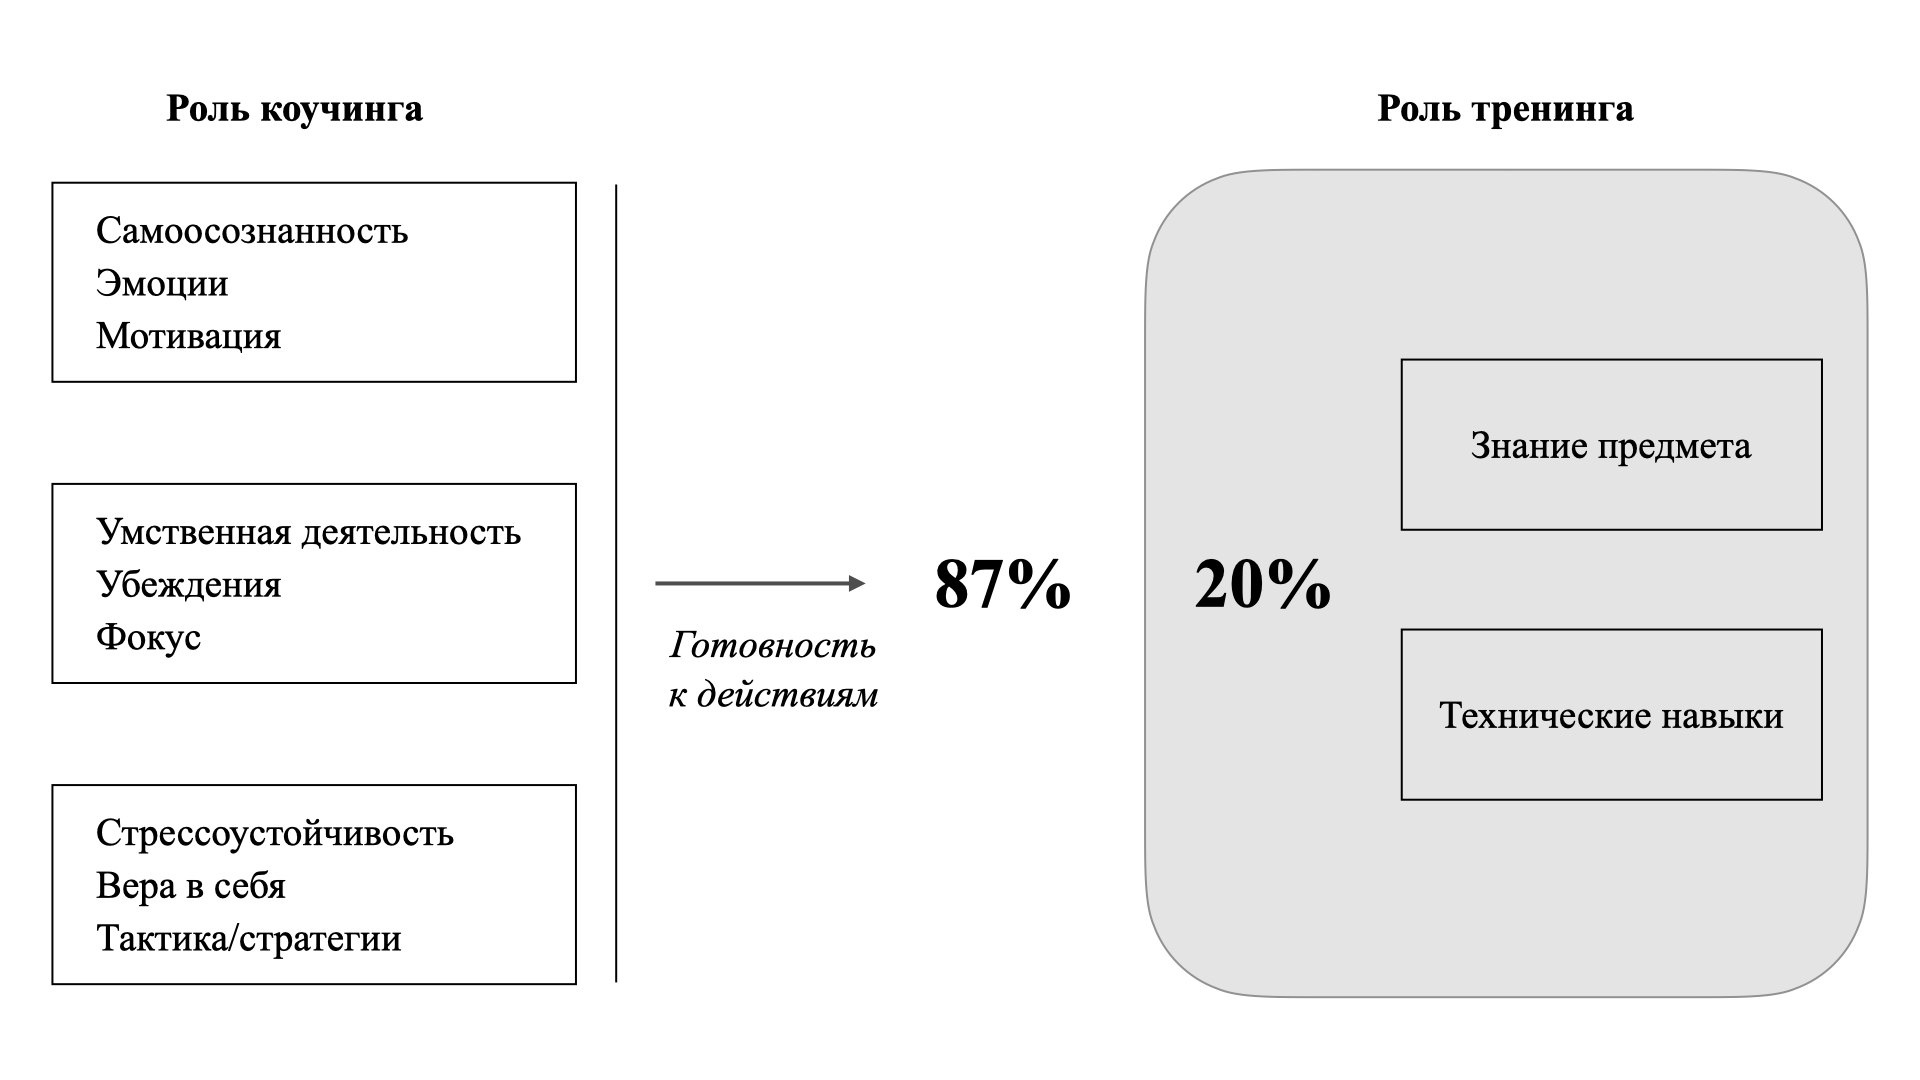 Роль коучинга
Самоосознанность
Эмоции
Мотивация
Умственная деятельность
Убеждения
Фокус
Стрессоустойчивость
Вера в себя
Тактика/стратегии
Готовность
к действиям
87%
Роль тренинга
20%
Знание предмета
Технические навыки